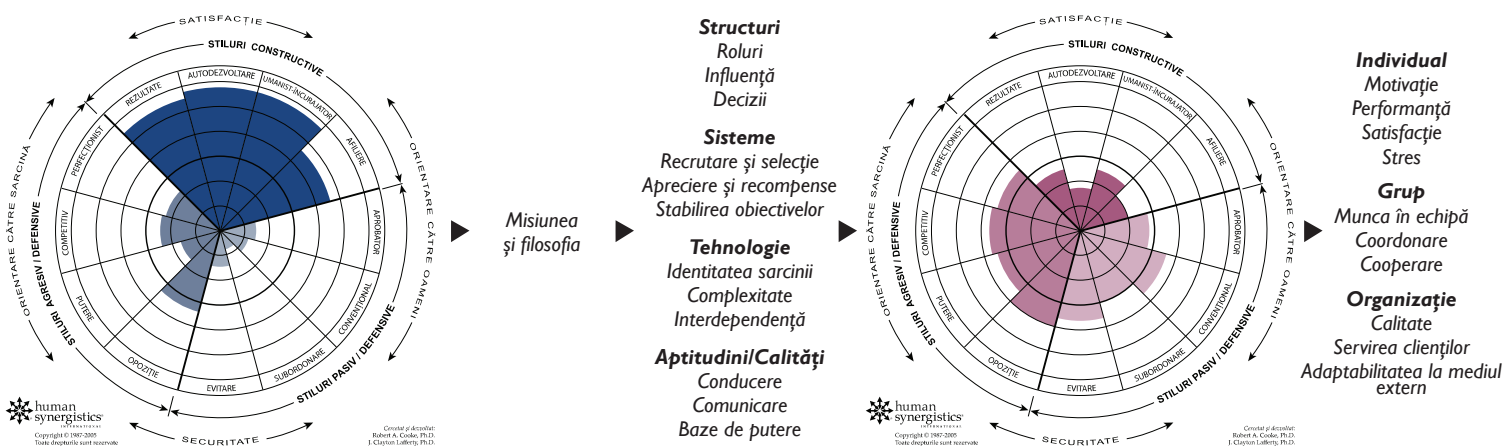 SATISFACȚIE
STILURI CONSTRUCTIVE
REZULTATE
AUTODEZVOLTARE
UMANIST-ÎNCURAJATOR
AFILIERE
APROBATOR
CONVENȚIONAL
SUBORDONARE
EVITARE
OPOZIȚIE
PUTERE
COMPETITIV
PERFECȚIONIST
ORIENTARE CĂTRE SARCINĂ
STILURI AGRESIV / DEFENSIVE
ORIENTARE CĂTRE OAMENI
STILURI PASIV / DEFENSIVE
SECURITATE
human
synergistics
INTERNATIONAL
Copyright © 1987-2005
Toate drepturile sunt rezervate
Cercetat și dezvoltat:
Robert A. Cooke, Ph.D.
J. Clayton Lafferty, Ph.D.
Misiunea
și filosofia
Structuri
Roluri
Influență
Decizii
Sisteme
Recrutare și selecție
Apreciere și recompense
Stabilirea obiectivelor
Tehnologie
Identitatea sarcinii
Complexitate
Interdependență
Aptitudini/Calități
Conducere
Comunicare
Baze de putere
SATISFACȚIE
STILURI CONSTRUCTIVE
REZULTATE
AUTODEZVOLTARE
UMANIST-ÎNCURAJATOR
AFILIERE
APROBATOR
CONVENȚIONAL
SUBORDONARE
EVITARE
OPOZIȚIE
PUTERE
COMPETITIV
PERFECȚIONIST
ORIENTARE CĂTRE SARCINĂ
STILURI AGRESIV / DEFENSIVE
ORIENTARE CĂTRE OAMENI
STILURI PASIV / DEFENSIVE
SECURITATE
human
synergistics
INTERNATIONAL
Copyright © 1987-2005
Toate drepturile sunt rezervate
Cercetat și dezvoltat:
Robert A. Cooke, Ph.D.
J. Clayton Lafferty, Ph.D.
Individual
Motivație
Performanță
Satisfacție
Stres
Grup
Munca în echipă
Coordonare
Cooperare
Organizație
Calitate
Servirea clienților
Adaptabilitatea la mediul
extern